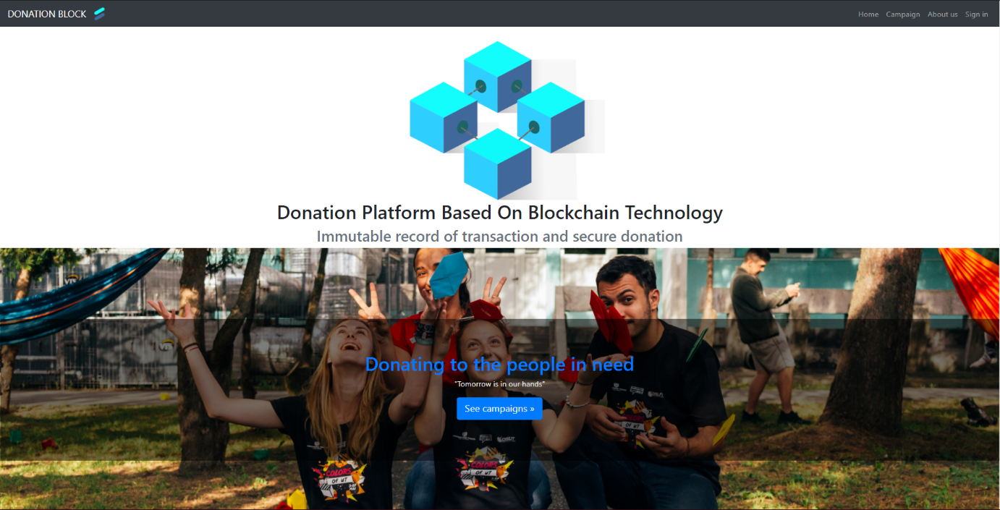 DONATION BLOCK
Home Campaign About us Sign in
Donation Platform Based On Blockchain Technology
Immutable record of transaction and secure donation
Donating to the people in need
"Tomorrow is in our hands"
See campaigns »
COLORS
OF UT
COLORS
OF UT
COLORS
OF UT